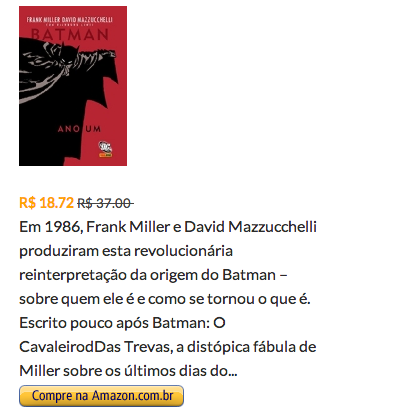 FRANK MILLER DAVID MAZZUCCHELLI
BATMAN
ANO UM
DC
R$ 18.72 R$ 37.00
Em 1986, Frank Miller e David Mazzucchelli
produziram esta revolucionária
reinterpretação da origem do Batman –
sobre quem ele é e como se tornou o que é.
Escrito pouco após Batman: O
CavaleirodDas Trevas, a distópica fábula de
Miller sobre os últimos dias do...
Compre na Amazon.com.br